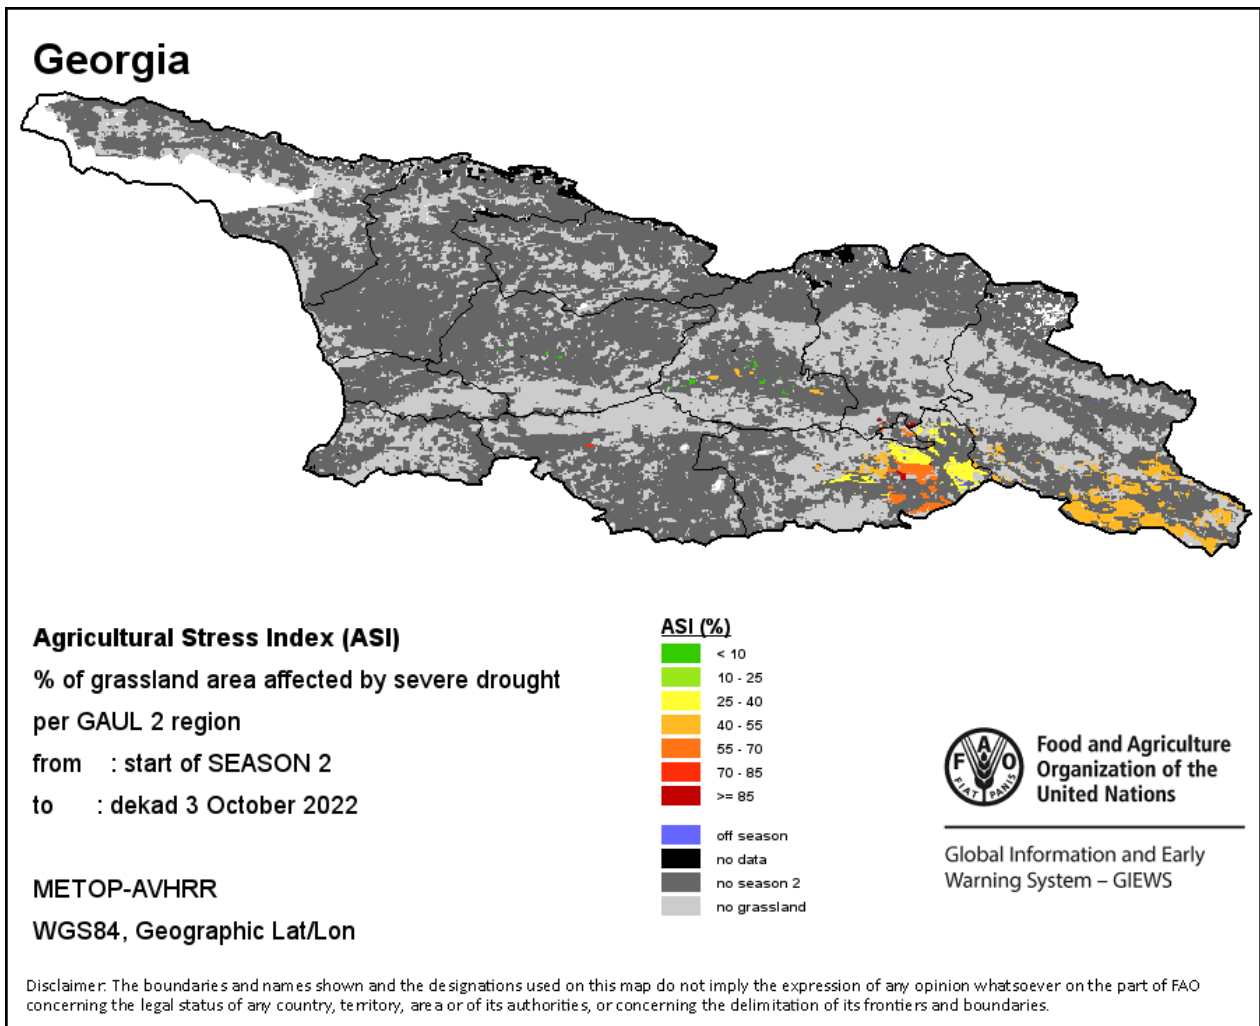 Georgia
Agricultural Stress Index (ASI)
% of grassland area affected by severe drought
per GAUL 2 region
from : start of SEASON 2
to : dekad 3 October 2022
METOP-AVHRR
WGS84, Geographic Lat/Lon
ASI (%)
< 10
10 - 25
25 - 40
40 - 55
55 - 70
70 - 85
>= 85
off season
no data
no season 2
no grassland
F A O
FIAT PANIS
Food and Agriculture
Organization of the
United Nations
Global Information and Early
Warning System – GIEWS
Disclaimer: The boundaries and names shown and the designations used on this map do not imply the expression of any opinion whatsoever on the part of FAO
concerning the legal status of any country, territory, area or of its authorities, or concerning the delimitation of its frontiers and boundaries.